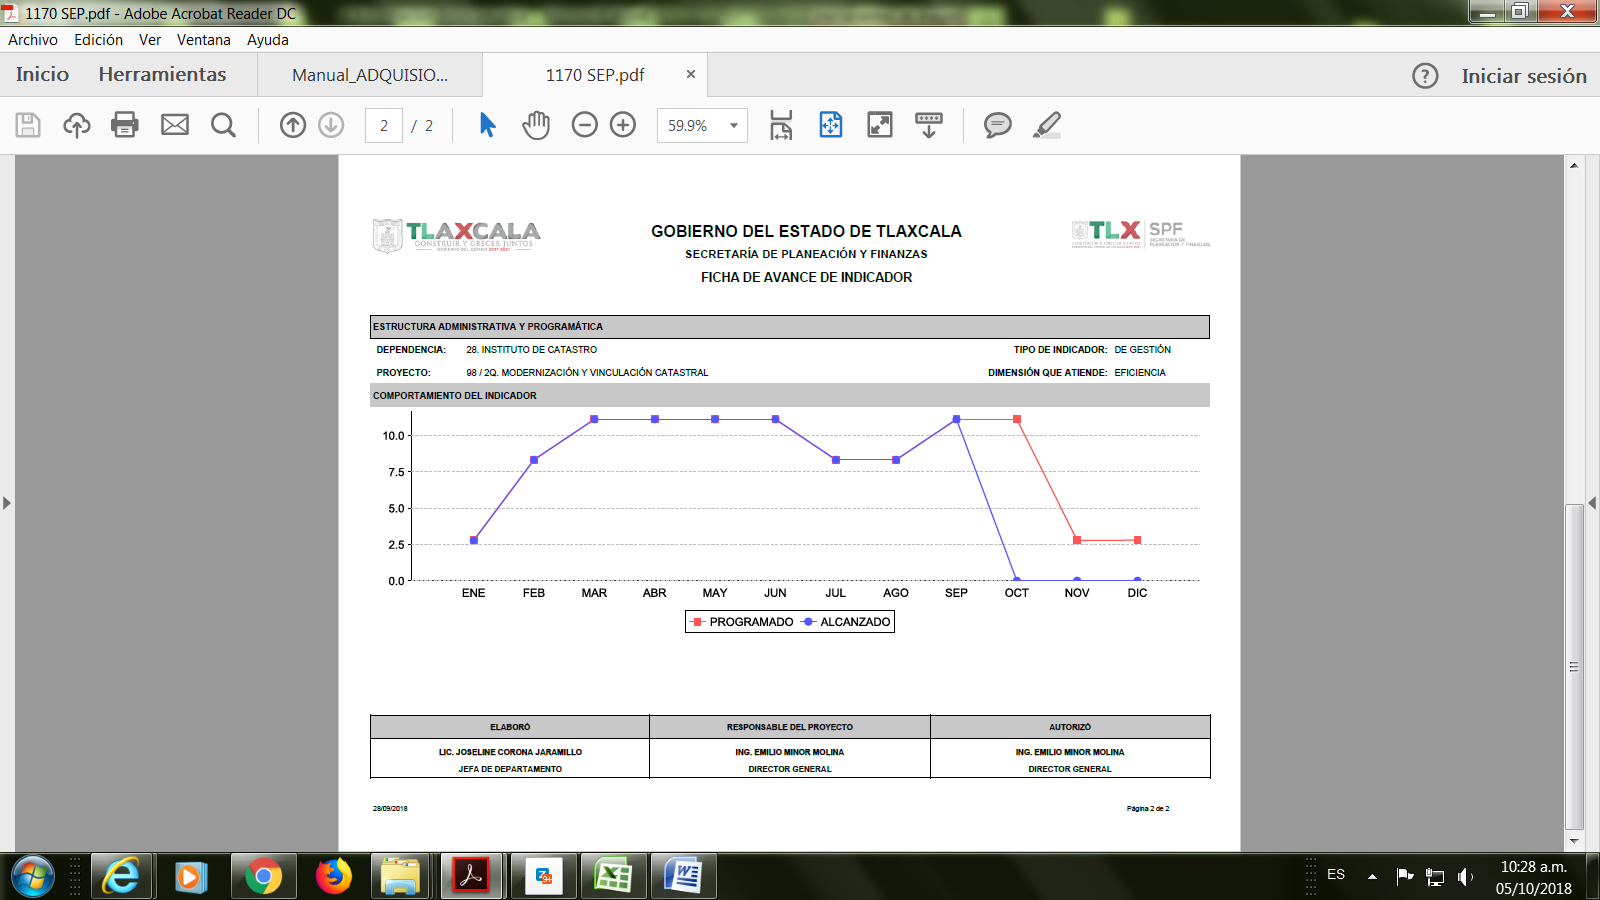 1170 SEP.pdf - Adobe Acrobat Reader DC
Archivo Edición Ver Ventana Ayuda
Inicio Herramientas Manual_ADQUISIO... 1170 SEP.pdf × ? Iniciar sesión
2 / 2 59.9%
TLAXCALA
CONSTRUIR Y CRECER JUNTOS
GOBIERNO DEL ESTADO DE TLAXCALA
SECRETARÍA DE PLANEACIÓN Y FINANZAS
FICHA DE AVANCE DE INDICADOR
TLX SPF
ESTRUCTURA ADMINISTRATIVA Y PROGRAMÁTICA
DEPENDENCIA: 28. INSTITUTO DE CATASTRO TIPO DE INDICADOR: DE GESTIÓN
PROYECTO: 98 / 2Q. MODERNIZACIÓN Y VINCULACIÓN CATASTRAL DIMENSIÓN QUE ATIENDE: EFICIENCIA
COMPORTAMIENTO DEL INDICADOR
10.0
7.5
5.0
2.5
0.0
ENE FEB MAR ABR MAY JUN JUL AGO SEP OCT NOV DIC
PROGRAMADO ALCANZADO
ELABORÓ RESPONSABLE DEL PROYECTO AUTORIZÓ
LIC. JOSELINE CORONA JARAMILLO ING. EMILIO MINOR MOLINA ING. EMILIO MINOR MOLINA
JEFA DE DEPARTAMENTO DIRECTOR GENERAL DIRECTOR GENERAL
28/09/2018 Página 2 de 2
ES 10:28 a.m.
05/10/2018